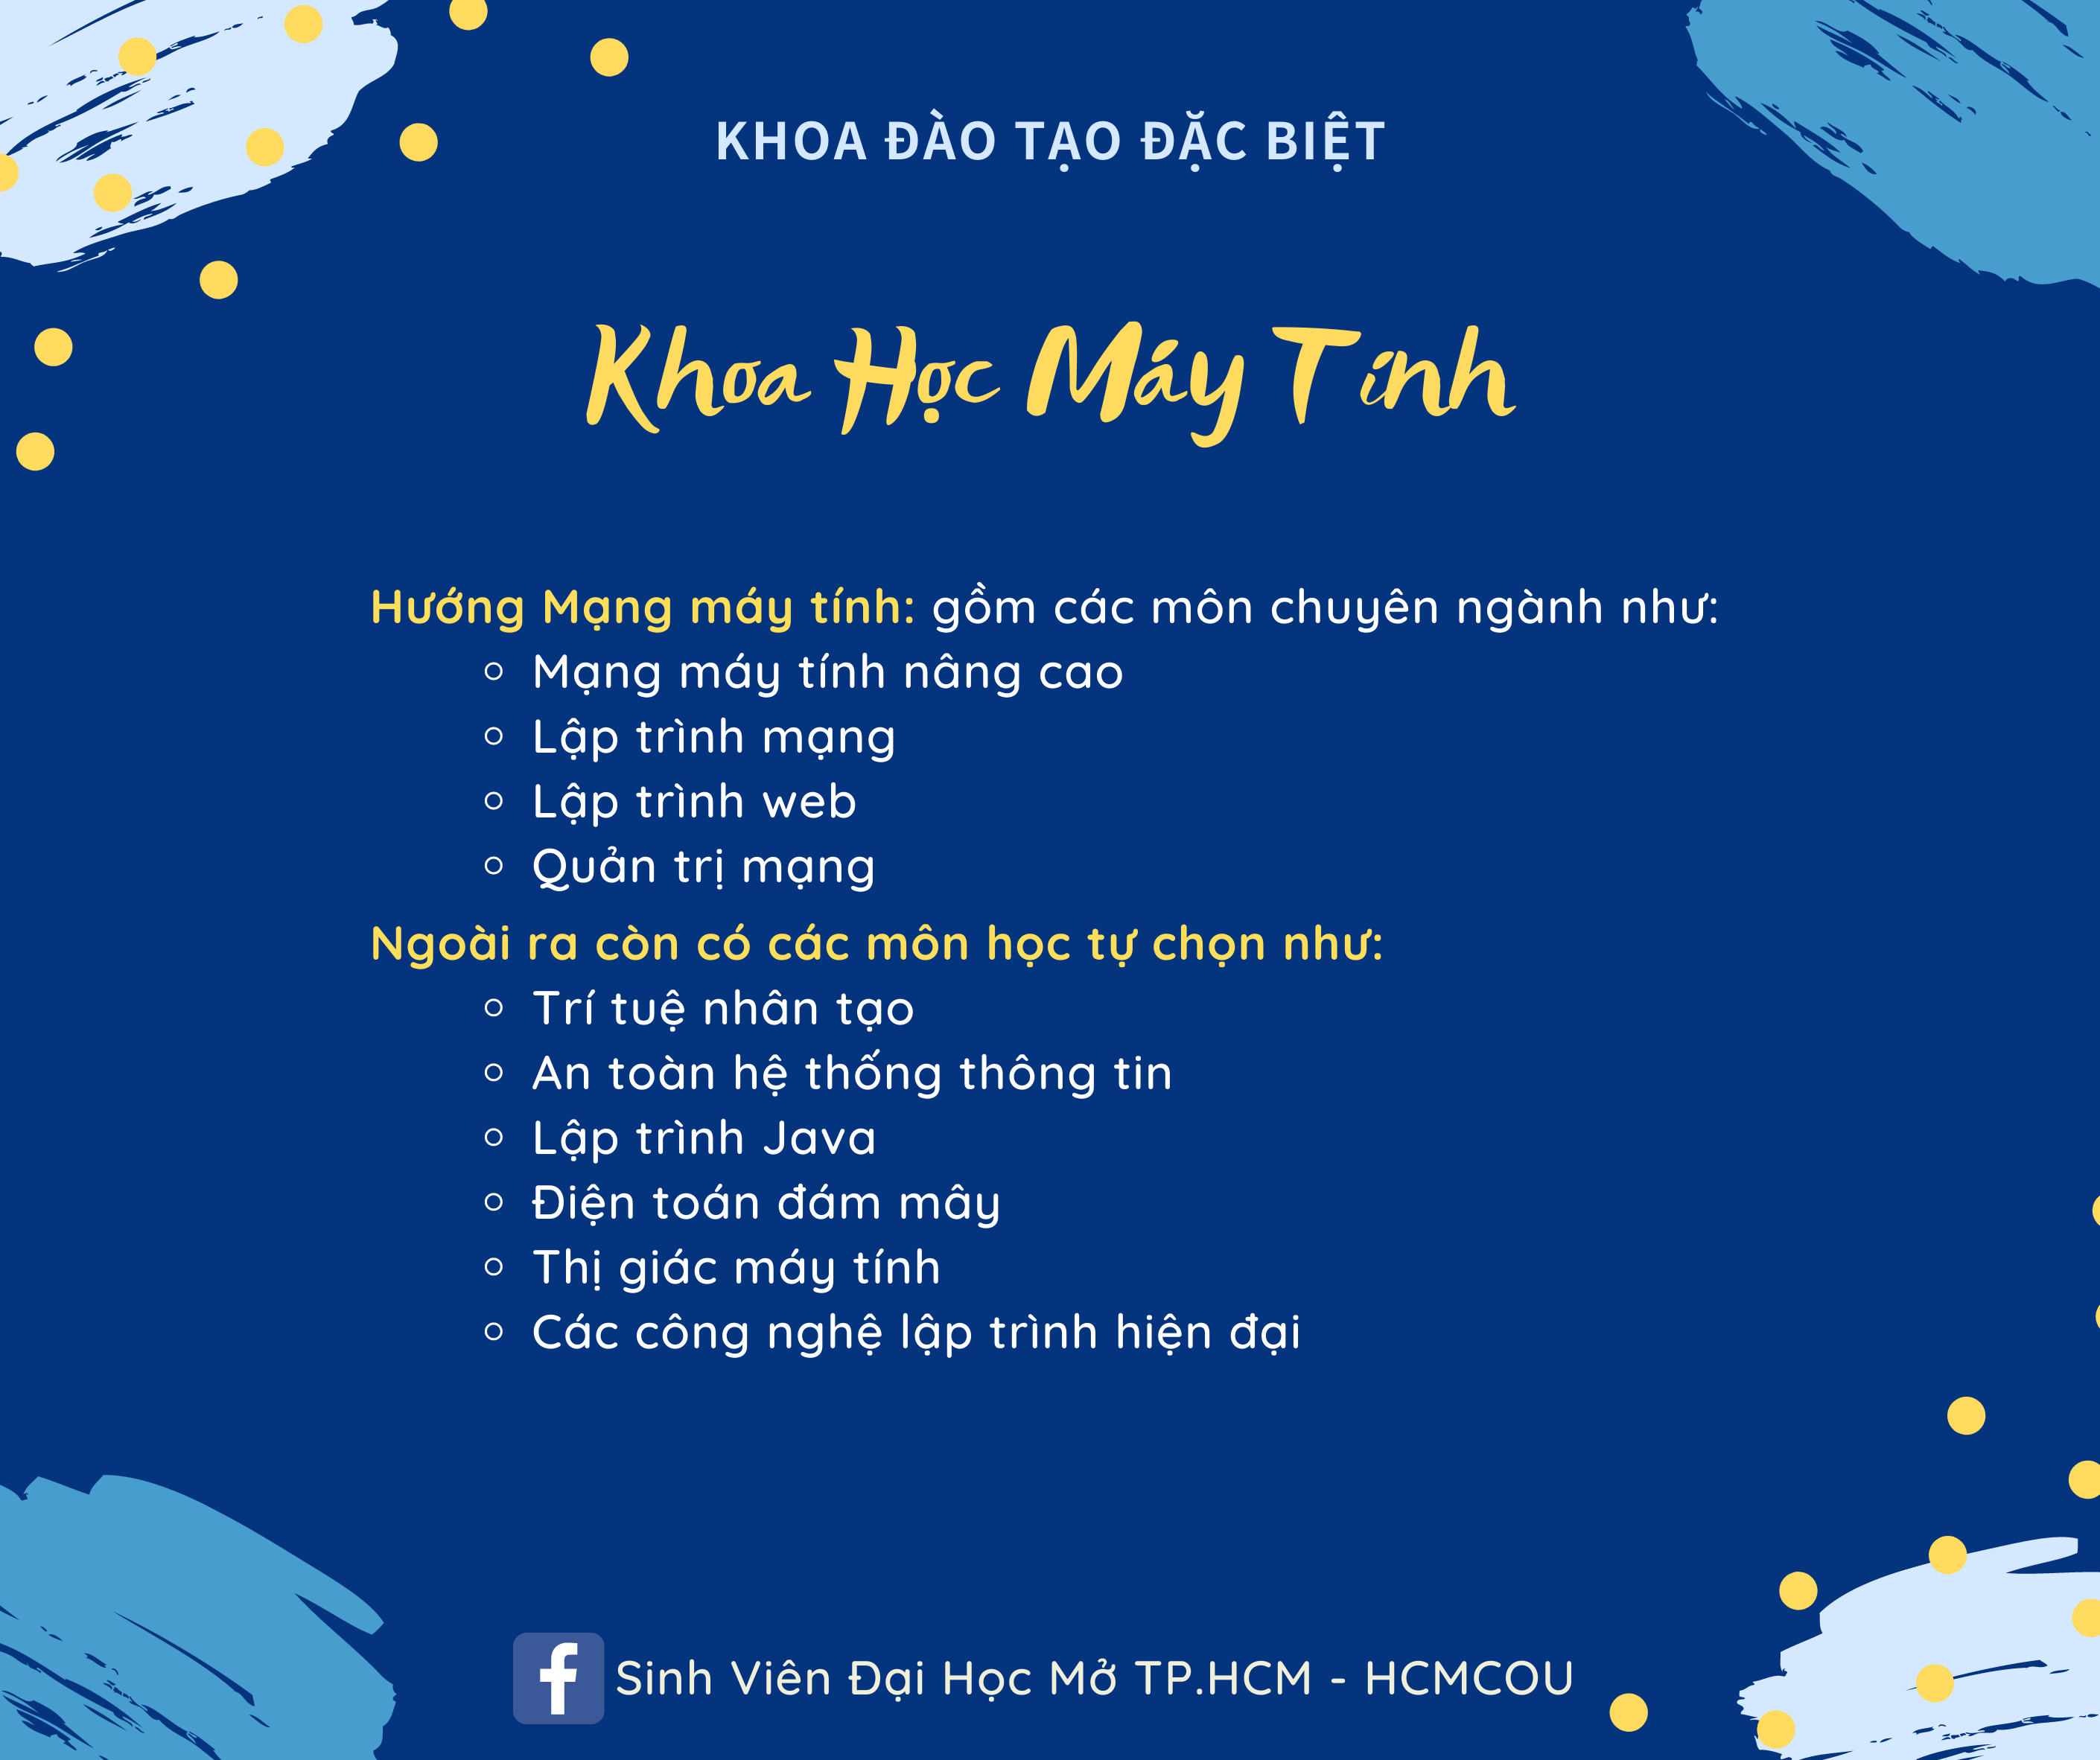 KHOA ĐÀO TẠO ĐẶC BIỆT
Khoa Học Máy Tính
Hướng Mạng máy tính: gồm các môn chuyên ngành như:
Mạng máy tính nâng cao
Lập trình mạng
Lập trình web
Quản trị mạng
Ngoài ra còn có các môn học tự chọn như:
Trí tuệ nhân tạo
An toàn hệ thống thông tin
Lập trình Java
Điện toán đám mây
Thị giác máy tính
Các công nghệ lập trình hiện đại
f Sinh Viên Đại Học Mở TP.HCM - HCMCOU